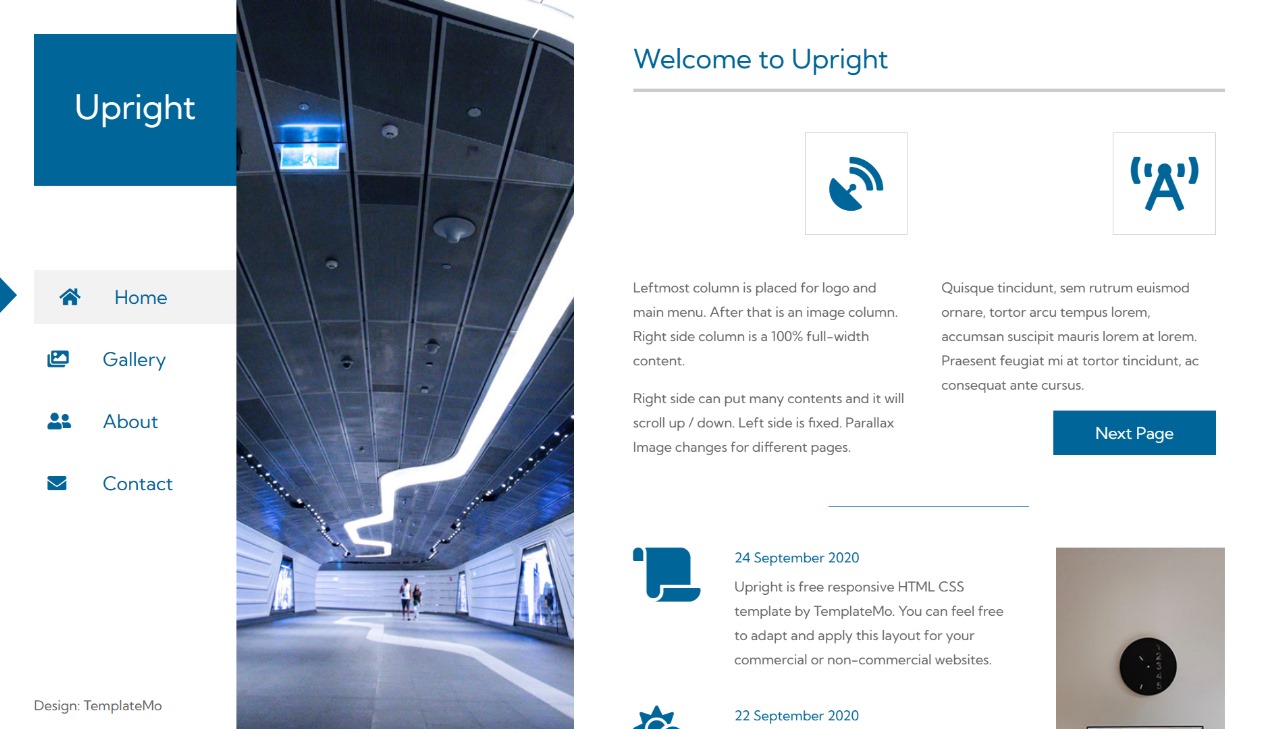 Upright
Home
Gallery
About
Contact
Design: TemplateMo
Welcome to Upright
Leftmost column is placed for logo and
main menu. After that is an image column.
Right side column is a 100% full-width
content.
Right side can put many contents and it will
scroll up / down. Left side is fixed. Parallax
Image changes for different pages.
Quisque tincidunt, sem rutrum euismod
ornare, tortor arcu tempus lorem,
accumsan suscipit mauris lorem at lorem.
Praesent feugiat mi at tortor tincidunt, ac
consequat ante cursus.
Next Page
24 September 2020
Upright is free responsive HTML CSS
template by TemplateMo. You can feel free
to adapt and apply this layout for your
commercial or non-commercial websites.
22 September 2020